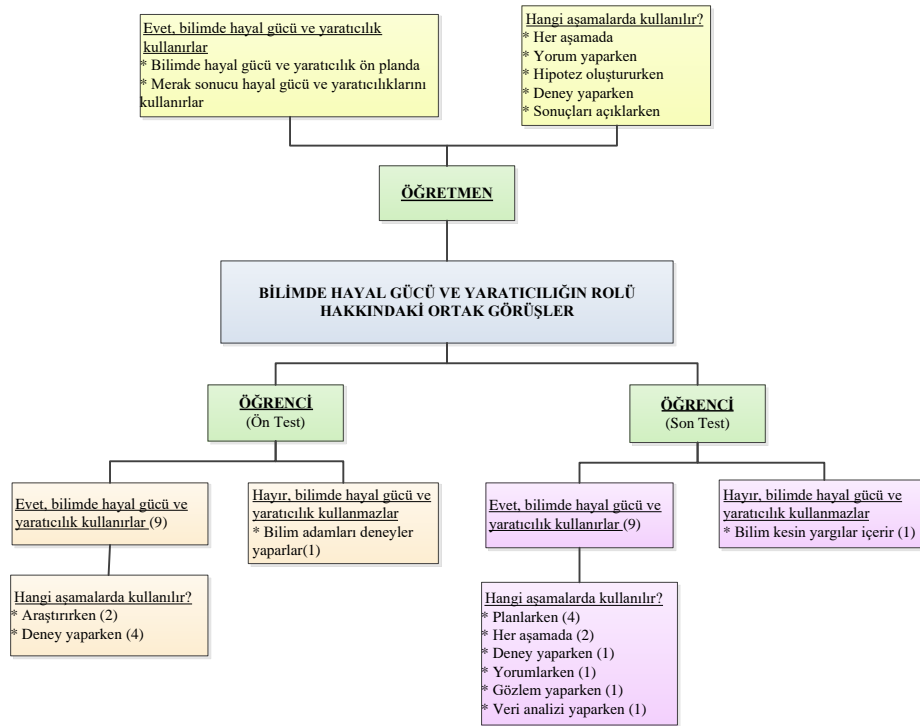 Evet, bilimde hayal gücü ve yaratıcılık
kullanırlar
* Bilimde hayal gücü ve yaratıcılık ön planda
* Merak sonucu hayal gücü ve yaratıcılıklarını
kullanırlar
Hangi aşamalarda kullanılır?
* Her aşamada
* Yorum yaparken
* Hipotez oluştururken
* Deney yaparken
* Sonuçları açıklarken
ÖĞRETMEN
BİLİMDE HAYAL GÜCÜ VE YARATICILIĞIN ROLÜ
HAKKINDAKİ ORTAK GÖRÜŞLER
ÖĞRENCİ
(Ön Test)
ÖĞRENCİ
(Son Test)
Evet, bilimde hayal gücü ve
yaratıcılık kullanırlar (9)
Hayır, bilimde hayal gücü ve
yaratıcılık kullanmazlar
* Bilim adamları deneyler
yaparlar(1)
Evet, bilimde hayal gücü ve
yaratıcılık kullanırlar (9)
Hayır, bilimde hayal gücü ve
yaratıcılık kullanmazlar
* Bilim kesin yargılar içerir (1)
Hangi aşamalarda kullanılır?
* Araştırırken (2)
* Deney yaparken (4)
Hangi aşamalarda kullanılır?
* Planlarken (4)
* Her aşamada (2)
* Deney yaparken (1)
* Yorumlarken (1)
* Gözlem yaparken (1)
* Veri analizi yaparken (1)